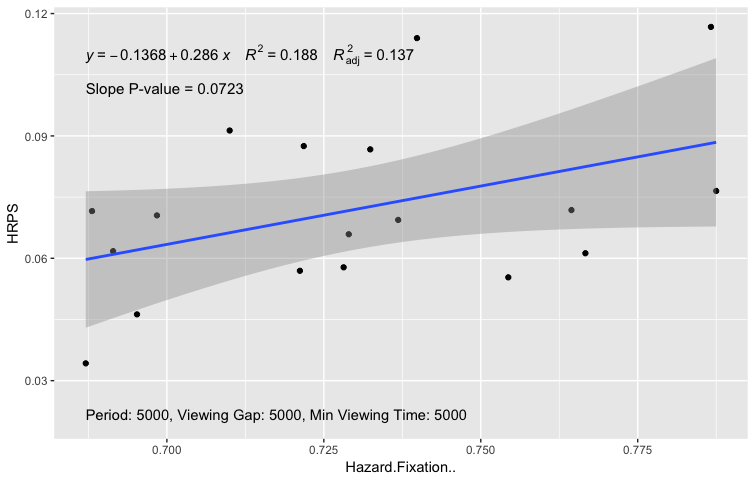 0.12
y = −0.1368 + 0.286 x   R² = 0.188   R²adj = 0.137
Slope P-value = 0.0723
0.09
HRPS
0.06
0.03
Period: 5000, Viewing Gap: 5000, Min Viewing Time: 5000
0.700 0.725 0.750 0.775
Hazard.Fixation..